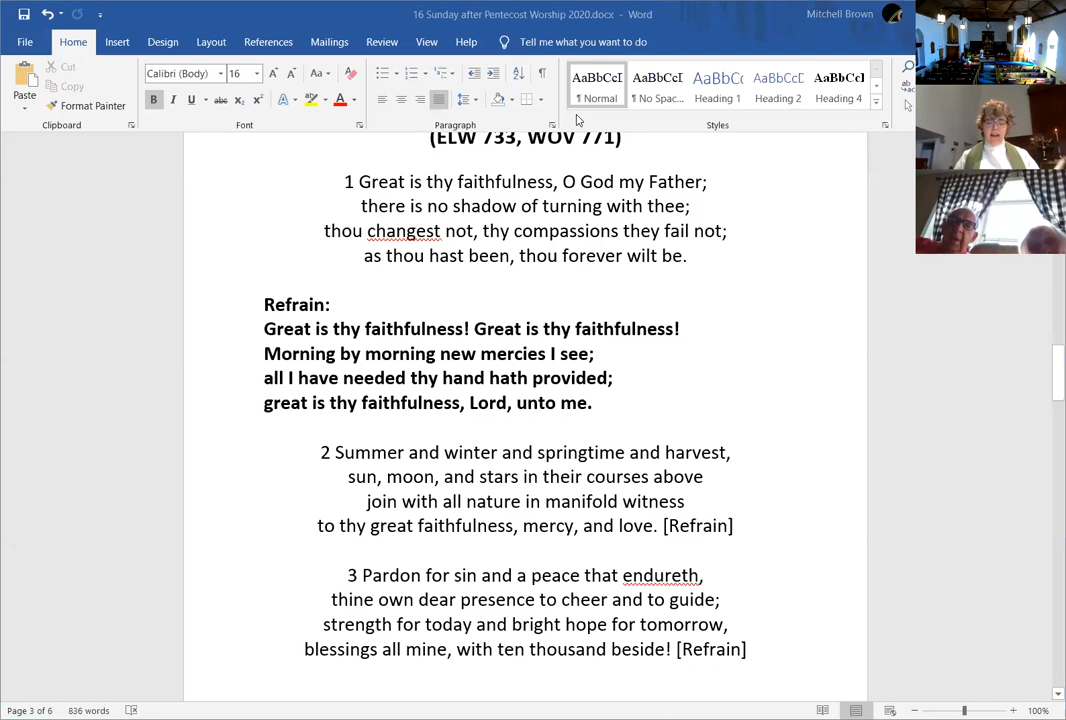 16 Sunday after Pentecost Worship 2020.docx - Word
Mitchell Brown
File Home Insert Design Layout References Mailings Review View Help Tell me what you want to do
Paste
Cut
Copy
Format Painter
Calibri (Body) 16
AaBbCcI AaBbCcI AaBbC( AaBbCcD AaBbCcI
¶ Normal ¶ No Spac... Heading 1 Heading 2 Heading 4
Clipboard Font Paragraph Styles
(ELW 733, WOV 771)
1 Great is thy faithfulness, O God my Father;
there is no shadow of turning with thee;
thou changest not, thy compassions they fail not;
as thou hast been, thou forever wilt be.
Refrain:
Great is thy faithfulness! Great is thy faithfulness!
Morning by morning new mercies I see;
all I have needed thy hand hath provided;
great is thy faithfulness, Lord, unto me.
2 Summer and winter and springtime and harvest,
sun, moon, and stars in their courses above
join with all nature in manifold witness
to thy great faithfulness, mercy, and love. [Refrain]
3 Pardon for sin and a peace that endureth,
thine own dear presence to cheer and to guide;
strength for today and bright hope for tomorrow,
blessings all mine, with ten thousand beside! [Refrain]
Page 3 of 6 836 words 100%